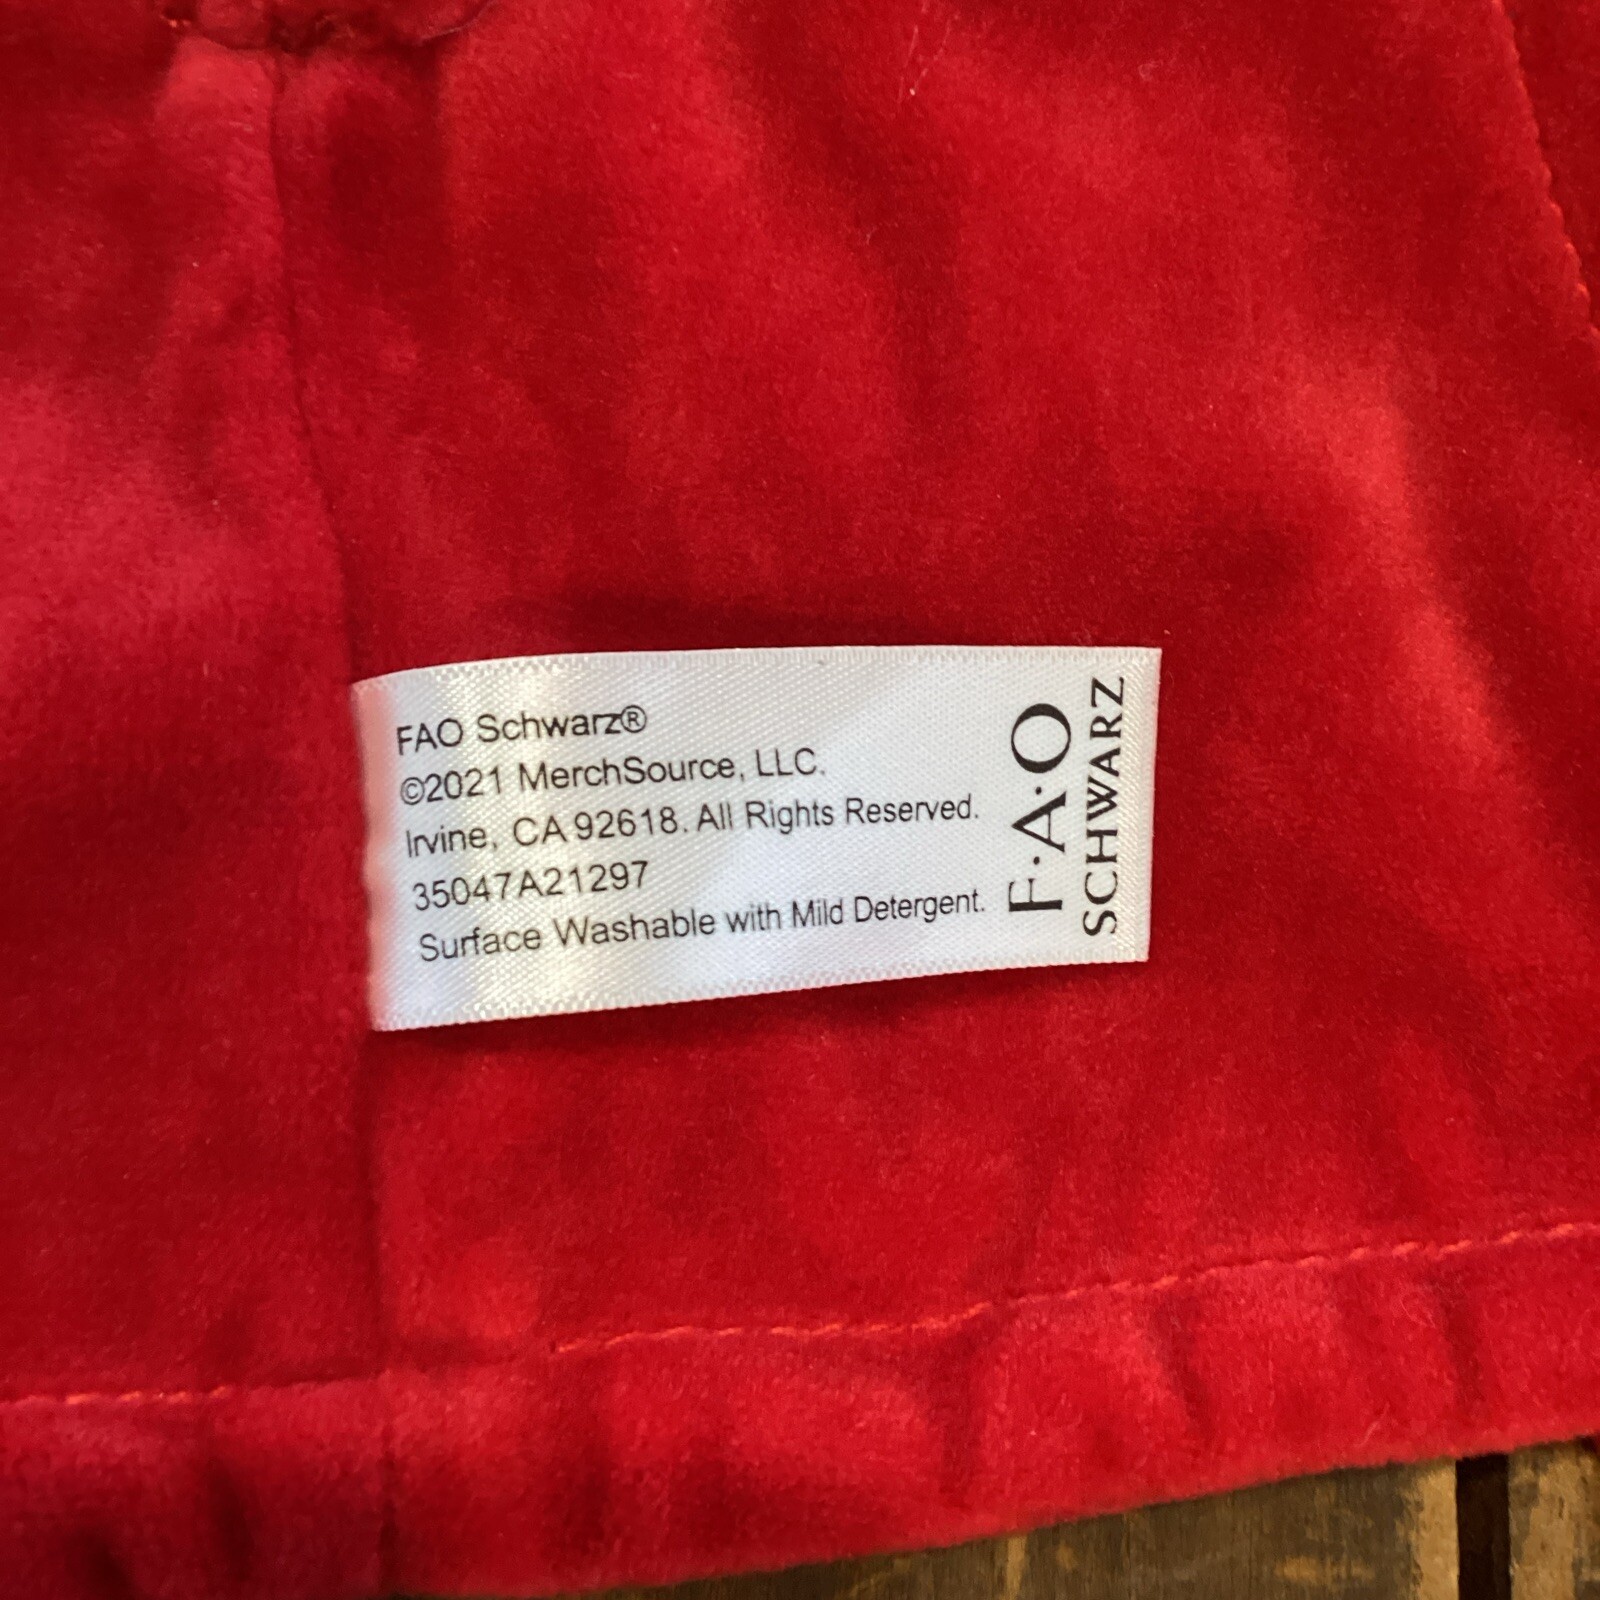 FAO Schwarz®
©2021 MerchSource, LLC.
Irvine, CA 92618. All Rights Reserved.
35047A21297
Surface Washable with Mild Detergent.
F·A·O
SCHWARZ